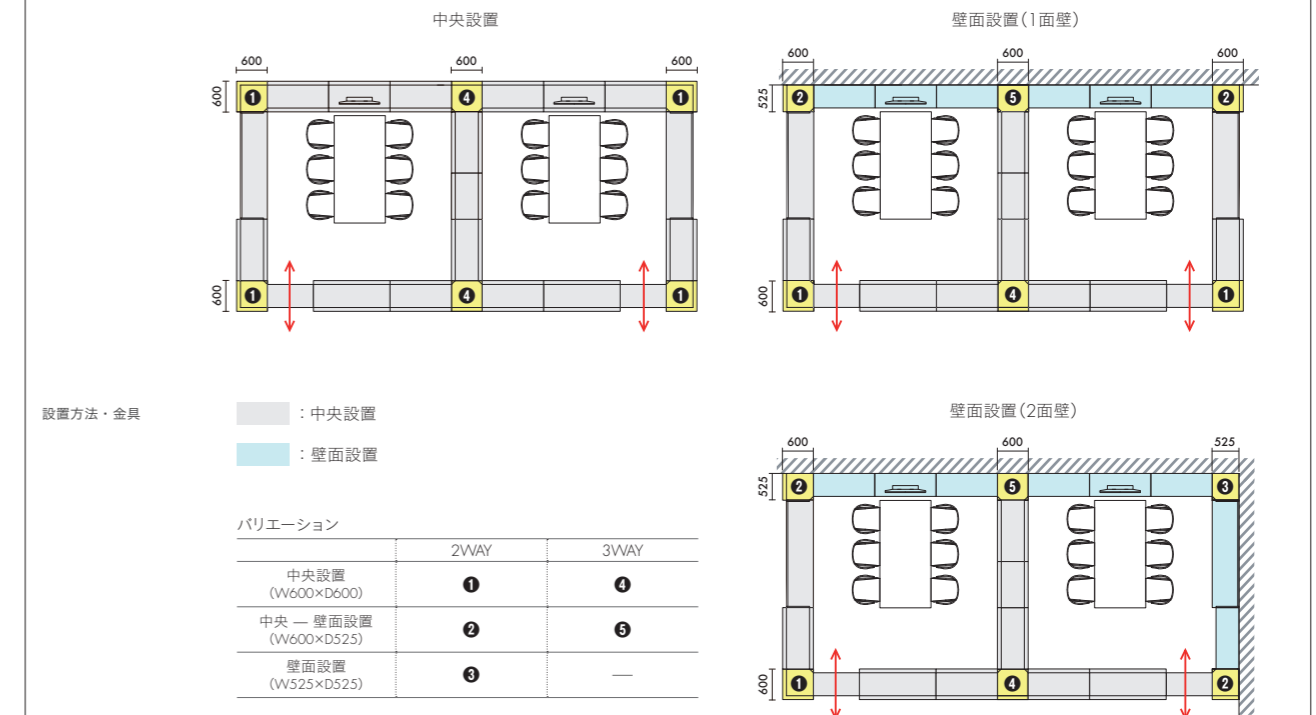 中央設置
600 600 600
600
❶ ❹ ❶
600
❶ ❹ ❶
壁面設置(1面壁)
600 600 600
525
❷ ❺ ❷
600
❶ ❹ ❶
設置方法・金具
：中央設置
：壁面設置
バリエーション
2WAY 3WAY
中央設置
(W600×D600)
❶ ❹
中央 — 壁面設置
(W600×D525)
❷ ❺
壁面設置
(W525×D525)
❸ —
壁面設置(2面壁)
600 600 525
525
❷ ❺ ❸
600
❶ ❹ ❷